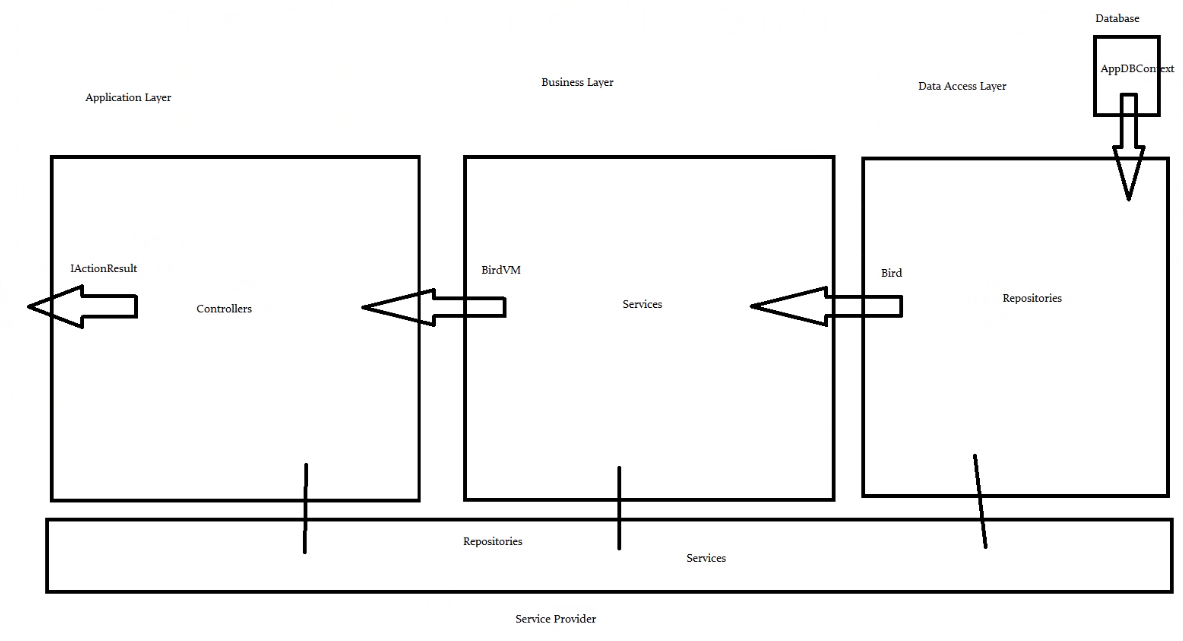 Database
AppDBContext
Business Layer
Data Access Layer
Application Layer
IActionResult
BirdVM
Bird
Controllers
Services
Repositories
Repositories
Services
Service Provider